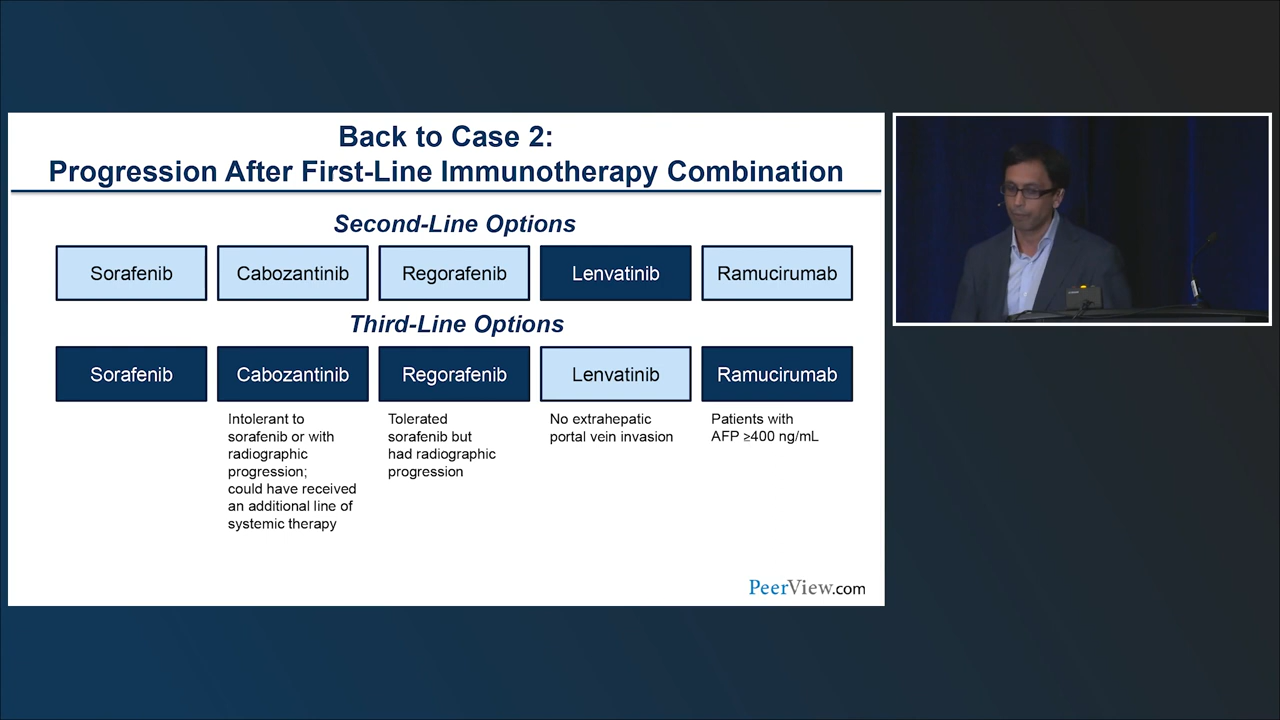 Back to Case 2:
Progression After First-Line Immunotherapy Combination
Second-Line Options
Sorafenib
Cabozantinib
Regorafenib
Lenvatinib
Ramucirumab
Third-Line Options
Sorafenib
Cabozantinib
Regorafenib
Lenvatinib
Ramucirumab
Intolerant to
sorafenib or with
radiographic
progression;
could have received
an additional line of
systemic therapy
Tolerated
sorafenib but
had radiographic
progression
No extrahepatic
portal vein invasion
Patients with
AFP ≥400 ng/mL
PeerView.com